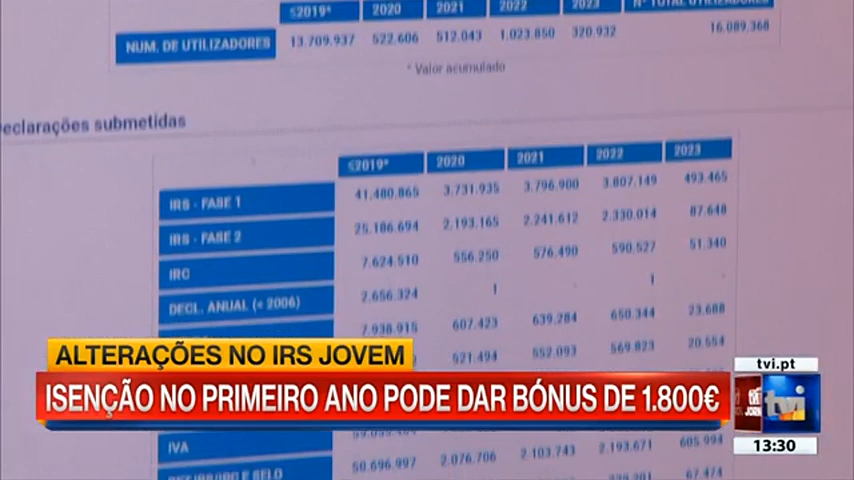 ≤2019* 2020 2021 2022 2023 Nº TOTAL UTILIZADORES
NUM. DE UTILIZADORES 13.709.937 522.606 512.043 1.023.850 320.932 16.089.368
* Valor acumulado
eclarações submetidas
≤2019* 2020 2021 2022 2023
IRS - FASE 1 41.480.865 3.731.935 3.796.900 3.807.149 493.465
IRS - FASE 2 25.186.694 2.193.165 2.241.612 2.330.014 87.648
IRC 7.624.510 556.250 576.490 590.527 51.340
DECL. ANUAL (< 2006) 2.656.324 1 1
7.938.915 607.423 639.284 650.344 23.688
521.494 552.093 569.823 20.554
ALTERAÇÕES NO IRS JOVEM
ISENÇÃO NO PRIMEIRO ANO PODE DAR BÓNUS DE 1.800€
tvi.pt
tvi
13:30
IVA 50.696.997 2.076.706 2.103.743 2.193.671 605.994
67.474